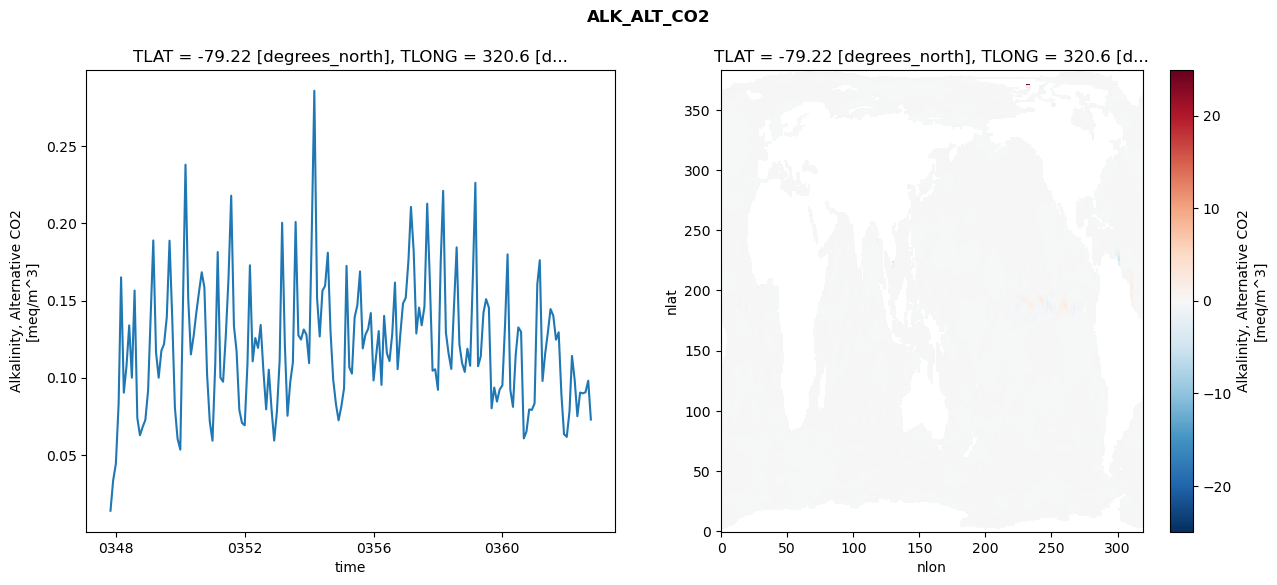 ALK_ALT_CO2
TLAT = -79.22 [degrees_north], TLONG = 320.6 [d...
Alkalinity, Alternative CO2
[meq/m^3]
0.25
0.20
0.15
0.10
0.05
0348
0352
0356
0360
time
TLAT = -79.22 [degrees_north], TLONG = 320.6 [d...
nlat
350
300
250
200
150
100
50
0
0
50
100
150
200
250
300
nlon
20
10
0
−10
−20
Alkalinity, Alternative CO2
[meq/m^3]